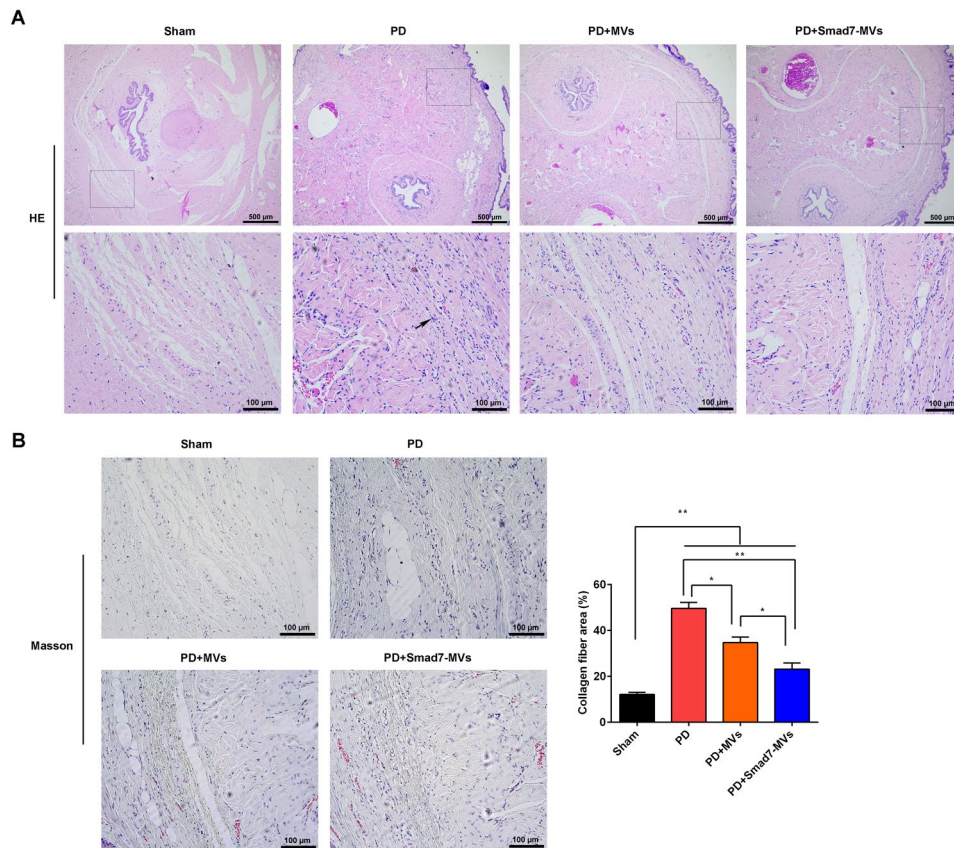 A
Sham
PD
PD+MVs
PD+Smad7-MVs
HE
500 µm
500 µm
500 µm
500 µm
100 µm
100 µm
100 µm
100 µm
B
Sham
PD
Masson
100 µm
100 µm
PD+MVs
PD+Smad7-MVs
100 µm
100 µm
**
**
*
*
Collagen fiber area (%)
60
40
20
0
Sham
PD
PD+MVs
PD+Smad7-MVs